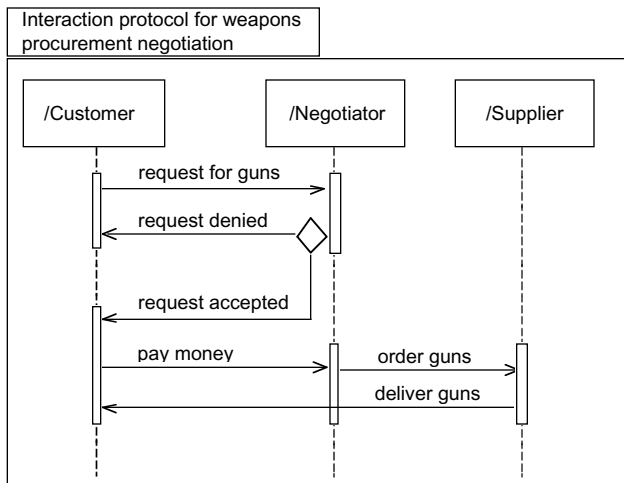 Interaction protocol for weapons
procurement negotiation
/Customer
/Negotiator
/Supplier
request for guns
request denied
request accepted
pay money
order guns
deliver guns